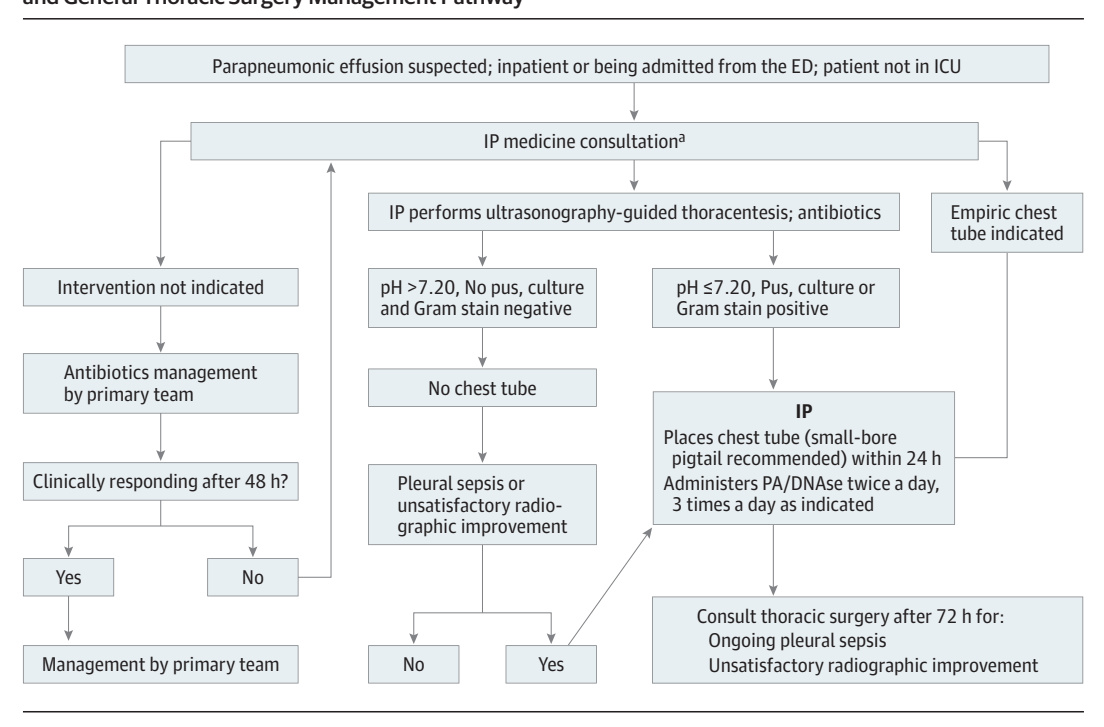 and General Thoracic Surgery Management Pathway
Parapneumonic effusion suspected; inpatient or being admitted from the ED; patient not in ICU
IP medicine consultationᵃ
IP performs ultrasonography-guided thoracentesis; antibiotics
Empiric chest
tube indicated
Intervention not indicated
pH >7.20, No pus, culture
and Gram stain negative
pH ≤7.20, Pus, culture or
Gram stain positive
Antibiotics management
by primary team
No chest tube
IP
Places chest tube (small-bore
pigtail recommended) within 24 h
Administers PA/DNAse twice a day,
3 times a day as indicated
Clinically responding after 48 h?
Pleural sepsis or
unsatisfactory radio-
graphic improvement
Yes
No
Management by primary team
No
Yes
Consult thoracic surgery after 72 h for:
Ongoing pleural sepsis
Unsatisfactory radiographic improvement